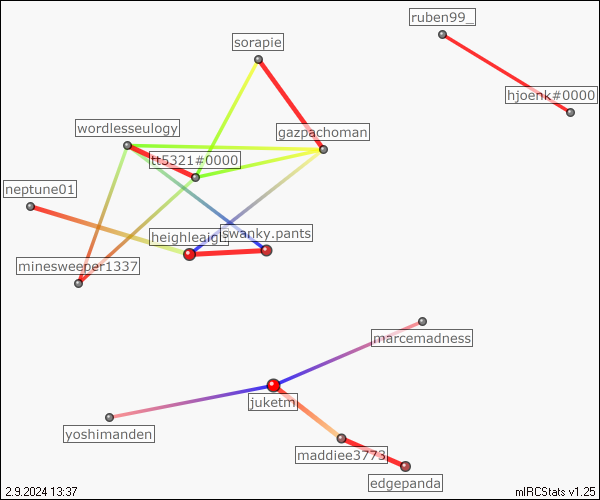 ruben99_
sorapie
hjoenk#0000
wordlesseulogy
gazpachoman
tt5321#0000
neptune01
heighleaigh
swanky.pants
minesweeper1337
marcemadness
juketm
yoshimanden
maddiee3773
edgepanda
2.9.2024 13:37
mIRCStats v1.25